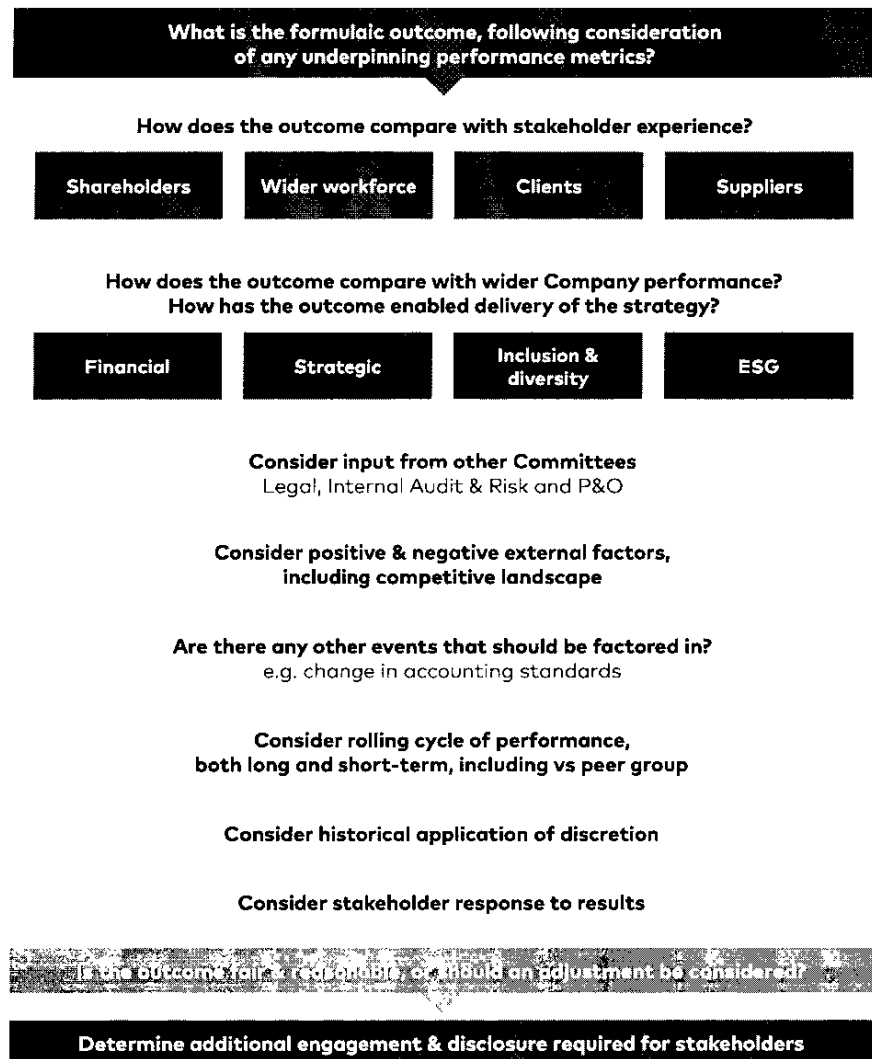 What is the formulaic outcome, following consideration
of any underpinning performance metrics?
How does the outcome compare with stakeholder experience?
Shareholders
Wider workforce
Clients
Suppliers
How does the outcome compare with wider Company performance?
How has the outcome enabled delivery of the strategy?
Financial
Strategic
Inclusion &
diversity
ESG
Consider input from other Committees
Legal, Internal Audit & Risk and P&O
Consider positive & negative external factors,
including competitive landscape
Are there any other events that should be factored in?
e.g. change in accounting standards
Consider rolling cycle of performance,
both long and short-term, including vs peer group
Consider historical application of discretion
Consider stakeholder response to results
Is the outcome fair & reasonable, or should an adjustment be considered?
Determine additional engagement & disclosure required for stakeholders